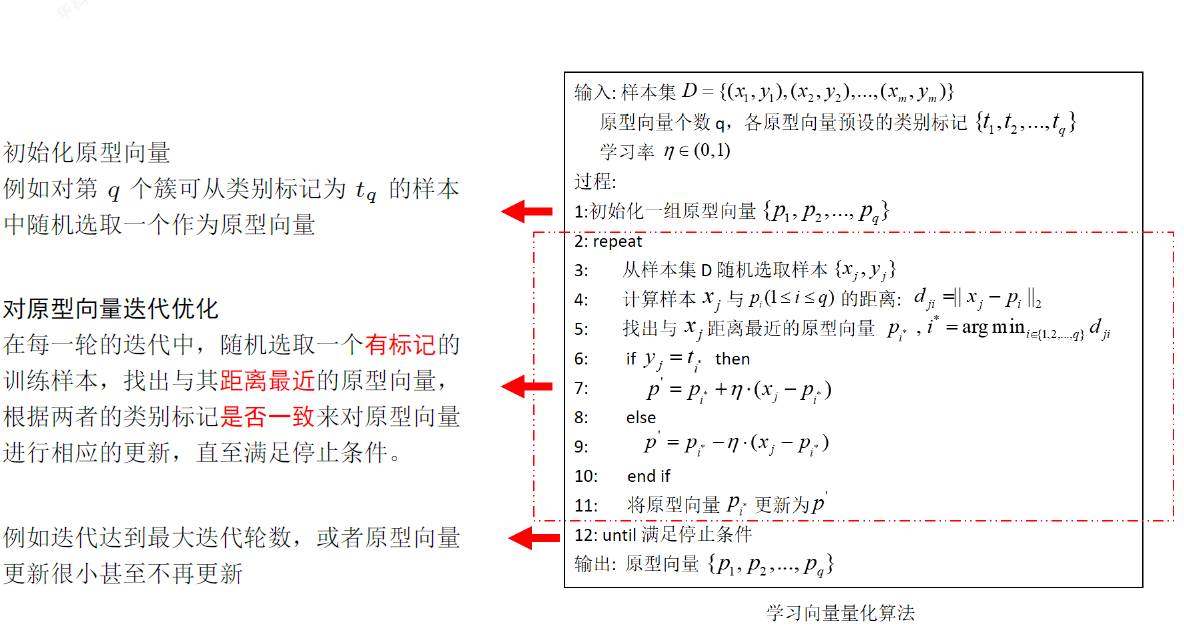 初始化原型向量
例如对第 q 个簇可从类别标记为 t_q 的样本
中随机选取一个作为原型向量
对原型向量迭代优化
在每一轮的迭代中，随机选取一个有标记的
训练样本，找出与其距离最近的原型向量，
根据两者的类别标记是否一致来对原型向量
进行相应的更新，直至满足停止条件。
例如迭代达到最大迭代轮数，或者原型向量
更新很小甚至不再更新
输入: 样本集 D = {(x_1, y_1),(x_2, y_2),...,(x_m, y_m)}
原型向量个数 q，各原型向量预设的类别标记 {t_1,t_2,...,t_q}
学习率 η∈(0,1)
过程:
1:初始化一组原型向量 {p_1, p_2,..., p_q}
2: repeat
3: 从样本集 D 随机选取样本 {x_j, y_j}
4: 计算样本 x_j 与 p_i(1≤i≤q) 的距离: d_{ji} =|| x_j − p_i ||_2
5: 找出与 x_j 距离最近的原型向量 p_{i*} , i* = arg min_{i∈{1,2,...,q}} d_{ji}
6: if y_j = t_{i*} then
7: p' = p_{i*} + η·(x_j − p_{i*})
8: else
9: p' = p_{i*} − η·(x_j − p_{i*})
10: end if
11: 将原型向量 p_{i*} 更新为 p'
12: until 满足停止条件
输出: 原型向量 {p_1, p_2,..., p_q}
学习向量量化算法